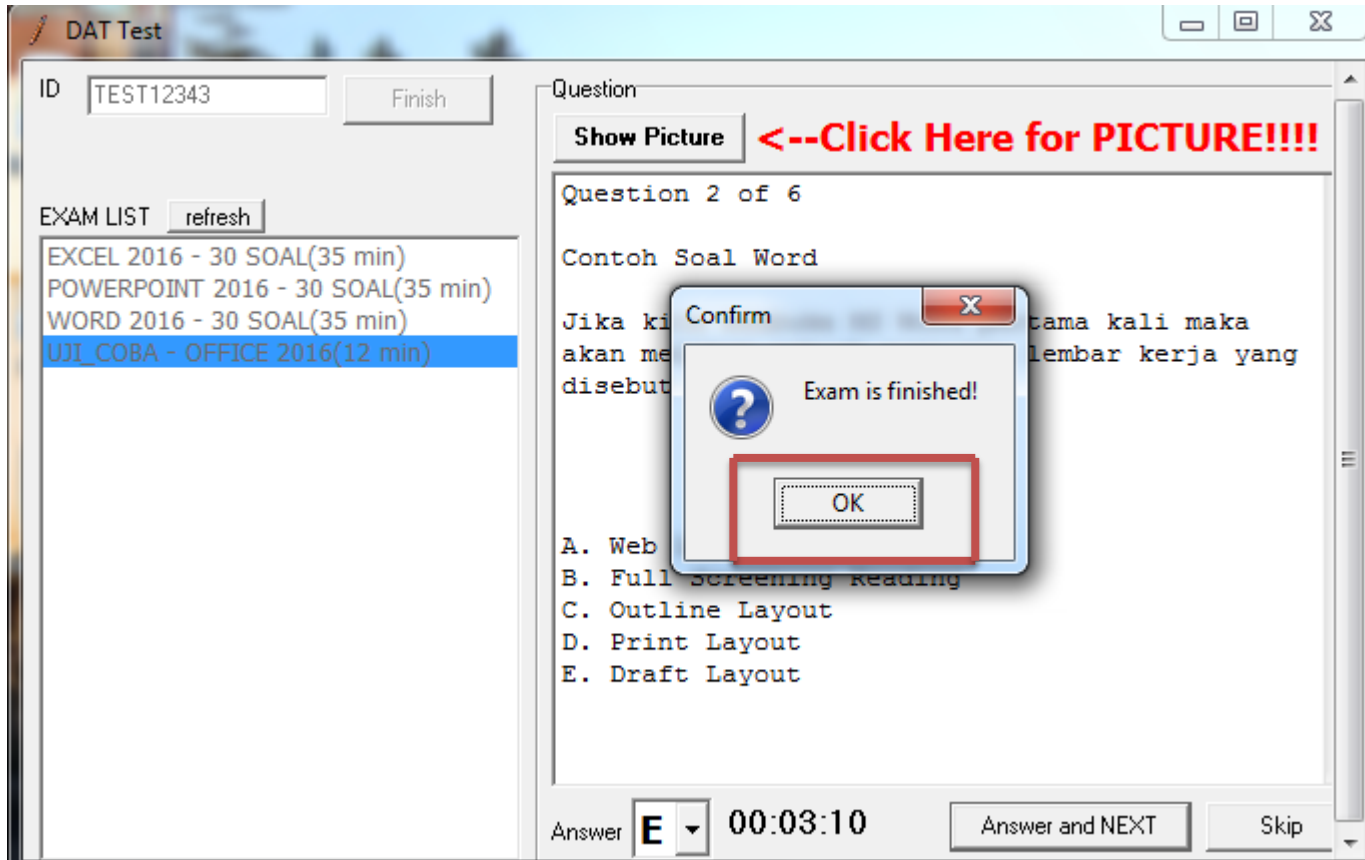 DAT Test
ID TEST12343 Finish
EXAM LIST refresh
EXCEL 2016 - 30 SOAL(35 min)
POWERPOINT 2016 - 30 SOAL(35 min)
WORD 2016 - 30 SOAL(35 min)
UJI_COBA - OFFICE 2016(12 min)
Question
Show Picture <--Click Here for PICTURE!!!!
Question 2 of 6
Contoh Soal Word
Jika tama kali maka
akan lembar kerja yang
disebut
A. Web
B. Full Screening Reading
C. Outline Layout
D. Print Layout
E. Draft Layout
Confirm
Exam is finished!
OK
Answer E 00:03:10 Answer and NEXT Skip